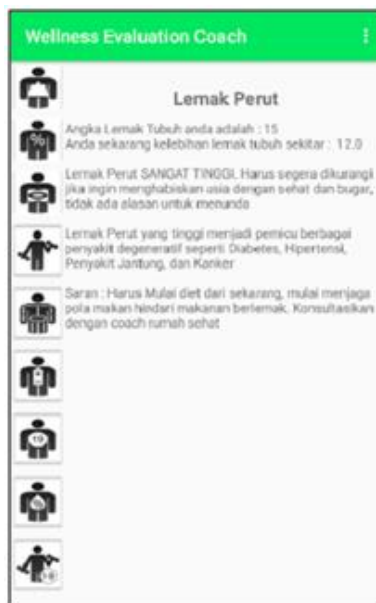 Wellness Evaluation Coach
Lemak Perut
Angka Lemak Tubuh anda adalah : 15
Anda sekarang kelebihan lemak tubuh sekitar : 12.0
Lemak Perut SANGAT TINGGI. Harus segera dikurangi
jika ingin menghabiskan usia dengan sehat dan bugar,
tidak ada alasan untuk menunda
Lemak Perut yang tinggi menjadi pemicu berbagai
penyakit degeneratif seperti Diabetes, Hipertensi,
Penyakit Jantung, dan Kanker
Saran : Harus Mulai diet dari sekarang, mulai menjaga
pola makan hindari makanan berlemak. Konsultasikan
dengan coach rumah sehat
%
19
%